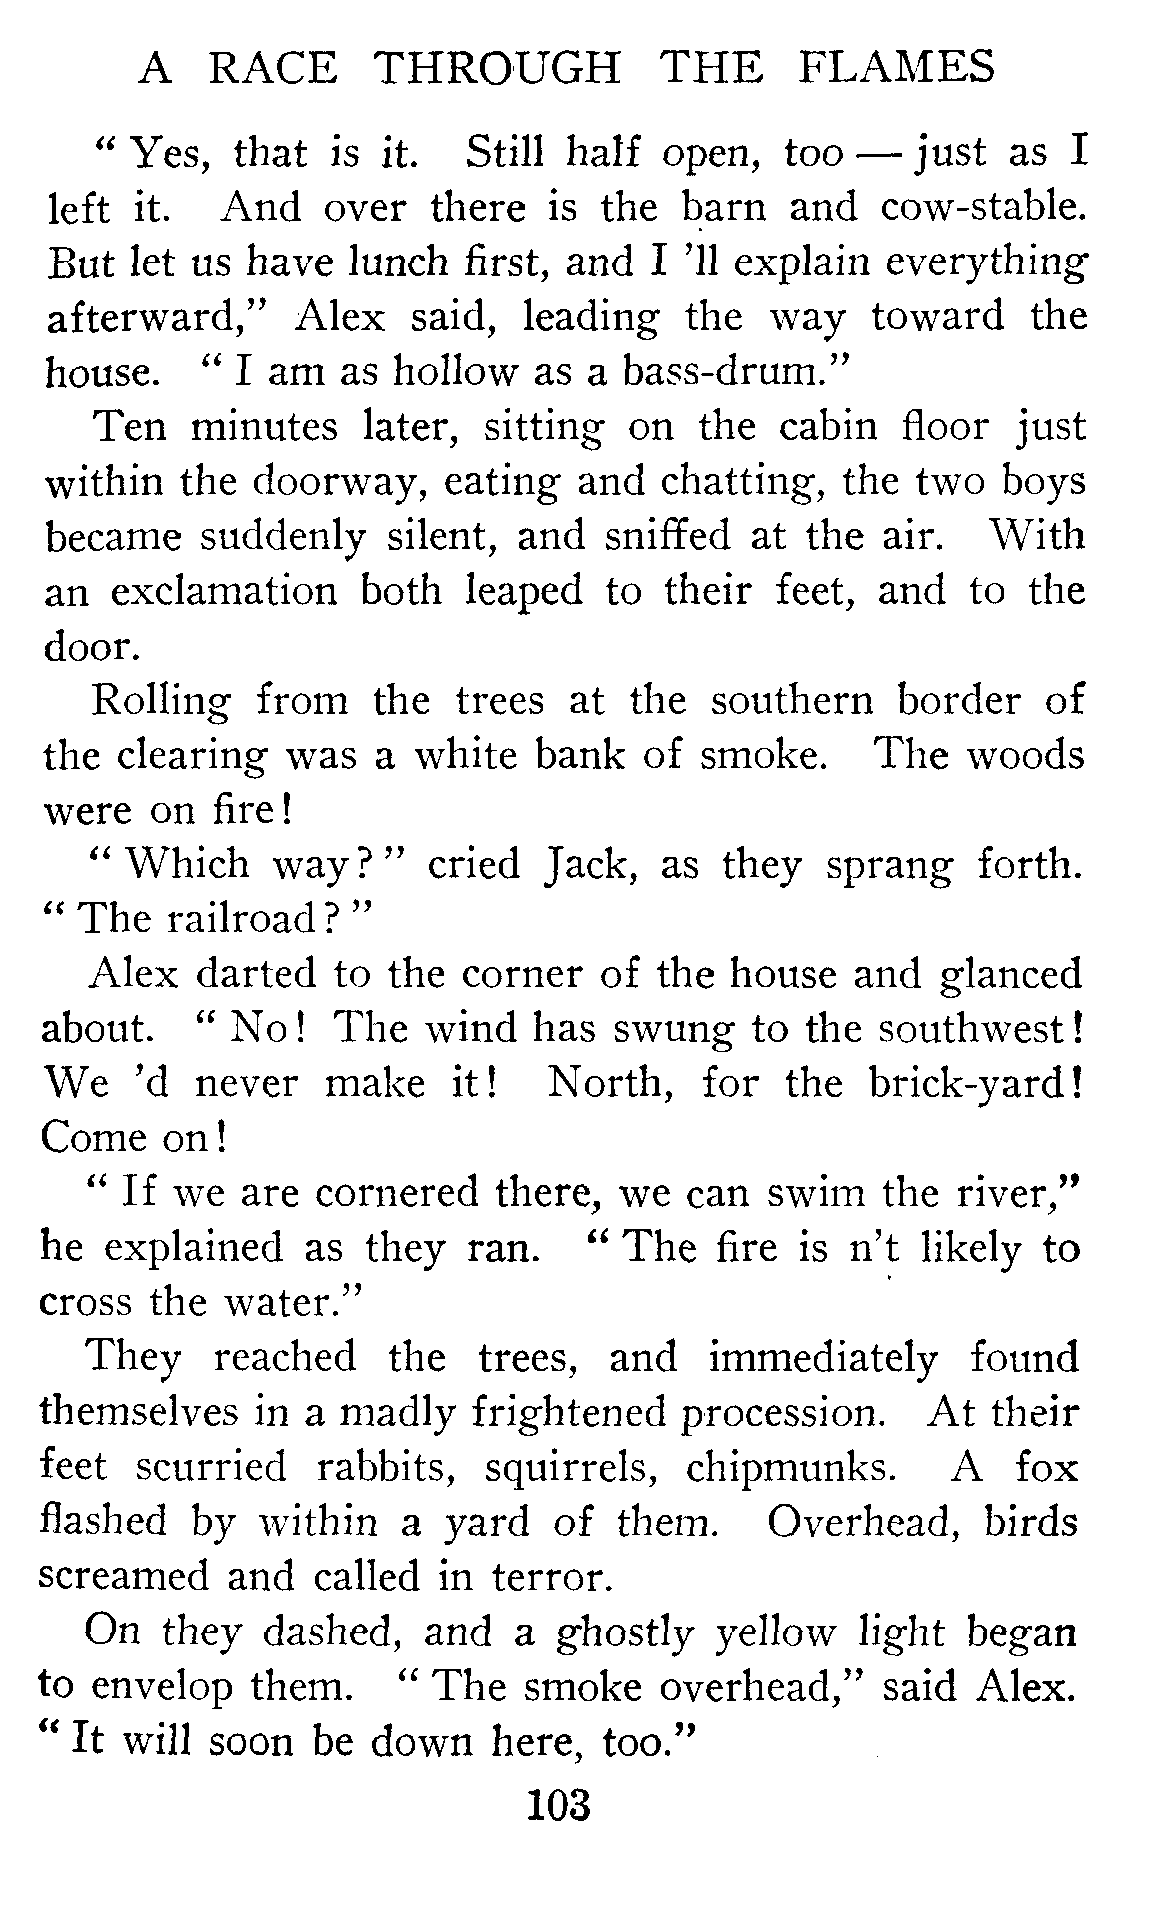 A RACE THROUGH THE FLAMES
“ Yes, that is it. Still half open, too — just as I
left it. And over there is the barn and cow-stable.
But let us have lunch first, and I ’ll explain everything
afterward,” Alex said, leading the way toward the
house. “ I am as hollow as a bass-drum.”
Ten minutes later, sitting on the cabin floor just
within the doorway, eating and chatting, the two boys
became suddenly silent, and sniffed at the air. With
an exclamation both leaped to their feet, and to the
door.
Rolling from the trees at the southern border of
the clearing was a white bank of smoke. The woods
were on fire!
“ Which way? ” cried Jack, as they sprang forth.
“ The railroad? ”
Alex darted to the corner of the house and glanced
about. “ No! The wind has swung to the southwest!
We ’d never make it! North, for the brick-yard!
Come on!
“ If we are cornered there, we can swim the river,”
he explained as they ran. “ The fire is n’t likely to
cross the water.”
They reached the trees, and immediately found
themselves in a madly frightened procession. At their
feet scurried rabbits, squirrels, chipmunks. A fox
flashed by within a yard of them. Overhead, birds
screamed and called in terror.
On they dashed, and a ghostly yellow light began
to envelop them. “ The smoke overhead,” said Alex.
“ It will soon be down here, too.”
103